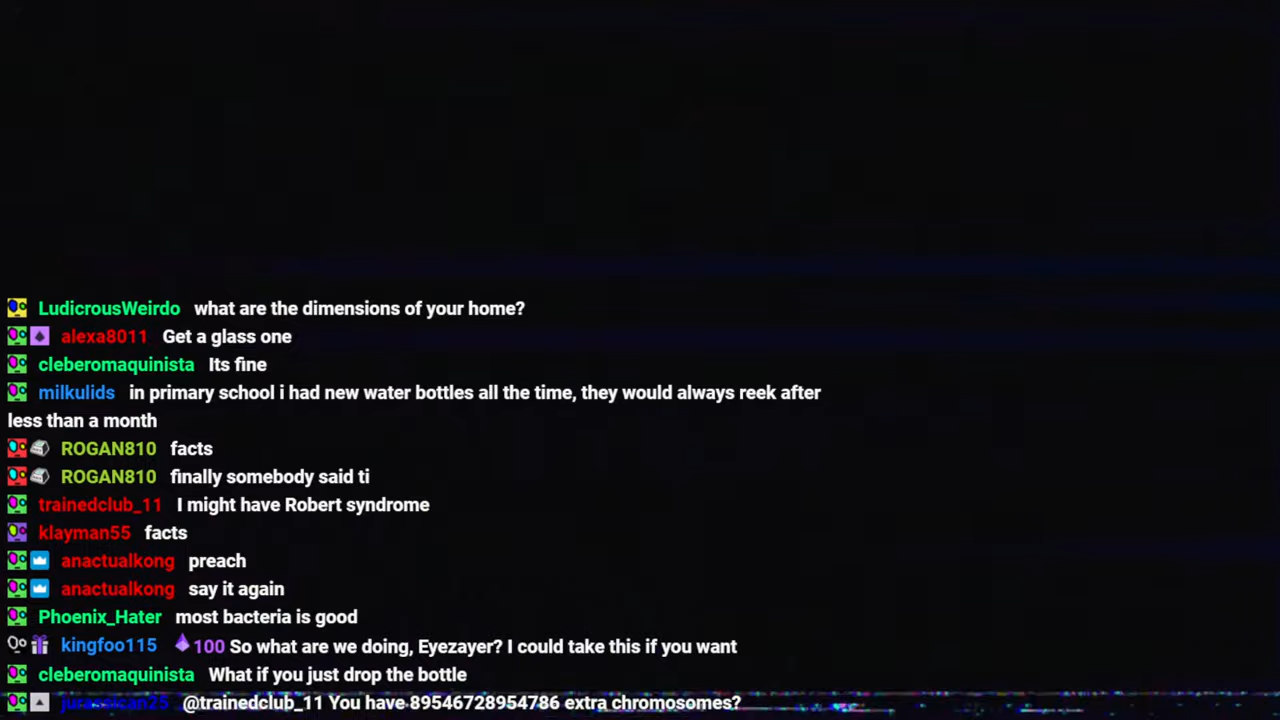 LudicrousWeirdo what are the dimensions of your home?
alexa8011 Get a glass one
cleberomaquinista Its fine
milkulids in primary school i had new water bottles all the time, they would always reek after
less than a month
ROGAN810 facts
ROGAN810 finally somebody said ti
trainedclub_11 I might have Robert syndrome
klayman55 facts
anactualkong preach
anactualkong say it again
Phoenix_Hater most bacteria is good
kingfoo115 100 So what are we doing, Eyezayer? I could take this if you want
cleberomaquinista What if you just drop the bottle
@trainedclub_11 You have 89546728954786 extra chromosomes?